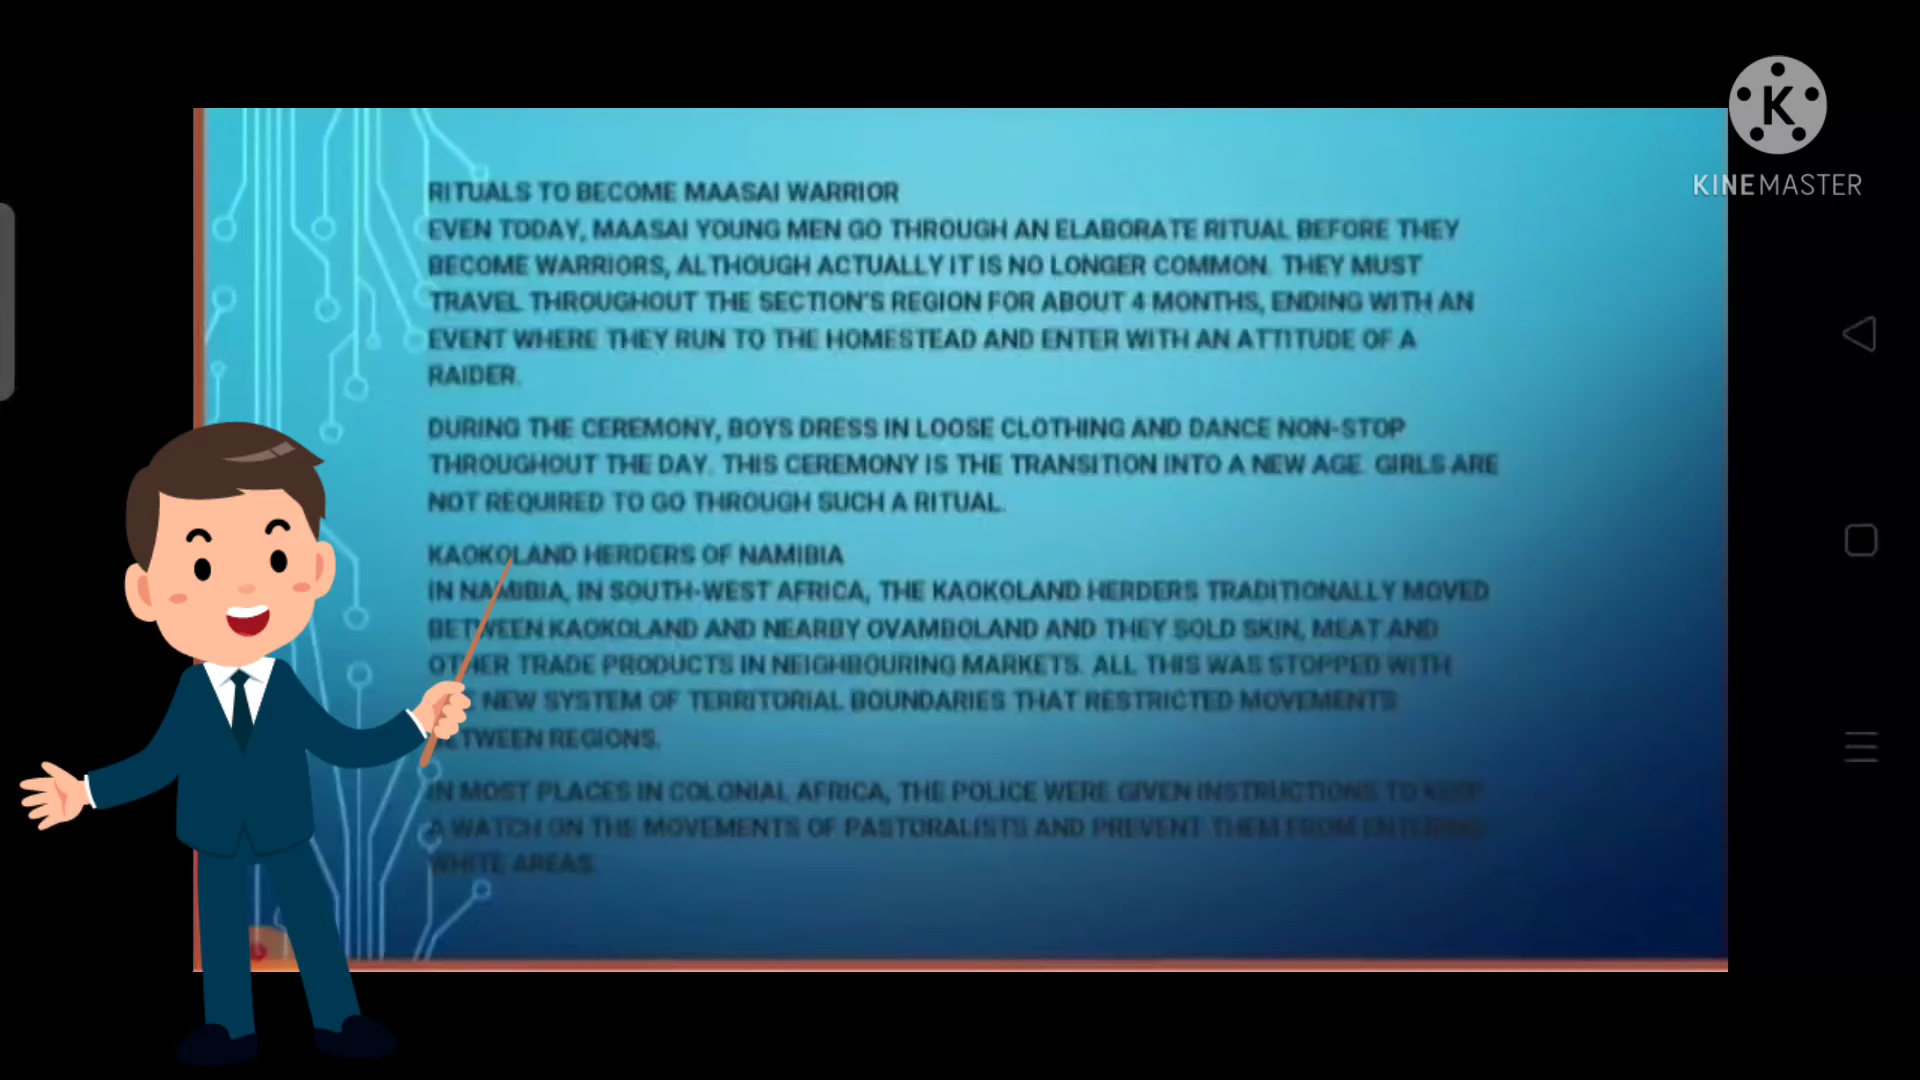 KINEMASTER
RITUALS TO BECOME MAASAI WARRIOR
EVEN TODAY, MAASAI YOUNG MEN GO THROUGH AN ELABORATE RITUAL BEFORE THEY
BECOME WARRIORS, ALTHOUGH ACTUALLY IT IS NO LONGER COMMON. THEY MUST
TRAVEL THROUGHOUT THE SECTION'S REGION FOR ABOUT 4 MONTHS, ENDING WITH AN
EVENT WHERE THEY RUN TO THE HOMESTEAD AND ENTER WITH AN ATTITUDE OF A
RAIDER.
DURING THE CEREMONY, BOYS DRESS IN LOOSE CLOTHING AND DANCE NON-STOP
THROUGHOUT THE DAY. THIS CEREMONY IS THE TRANSITION INTO A NEW AGE. GIRLS ARE
NOT REQUIRED TO GO THROUGH SUCH A RITUAL.
KAOKOLAND HERDERS OF NAMIBIA
IN NAMIBIA, IN SOUTH-WEST AFRICA, THE KAOKOLAND HERDERS TRADITIONALLY MOVED
BETWEEN KAOKOLAND AND NEARBY OVAMBOLAND AND THEY SOLD SKIN, MEAT AND
OTHER TRADE PRODUCTS IN NEIGHBOURING MARKETS. ALL THIS WAS STOPPED WITH
NEW SYSTEM OF TERRITORIAL BOUNDARIES THAT RESTRICTED MOVEMENTS
BETWEEN REGIONS.
IN MOST PLACES IN COLONIAL AFRICA, THE POLICE WERE GIVEN INSTRUCTIONS TO KEEP
A WATCH ON THE MOVEMENTS OF PASTORALISTS AND PREVENT THEM FROM ENTERING
WHITE AREAS.